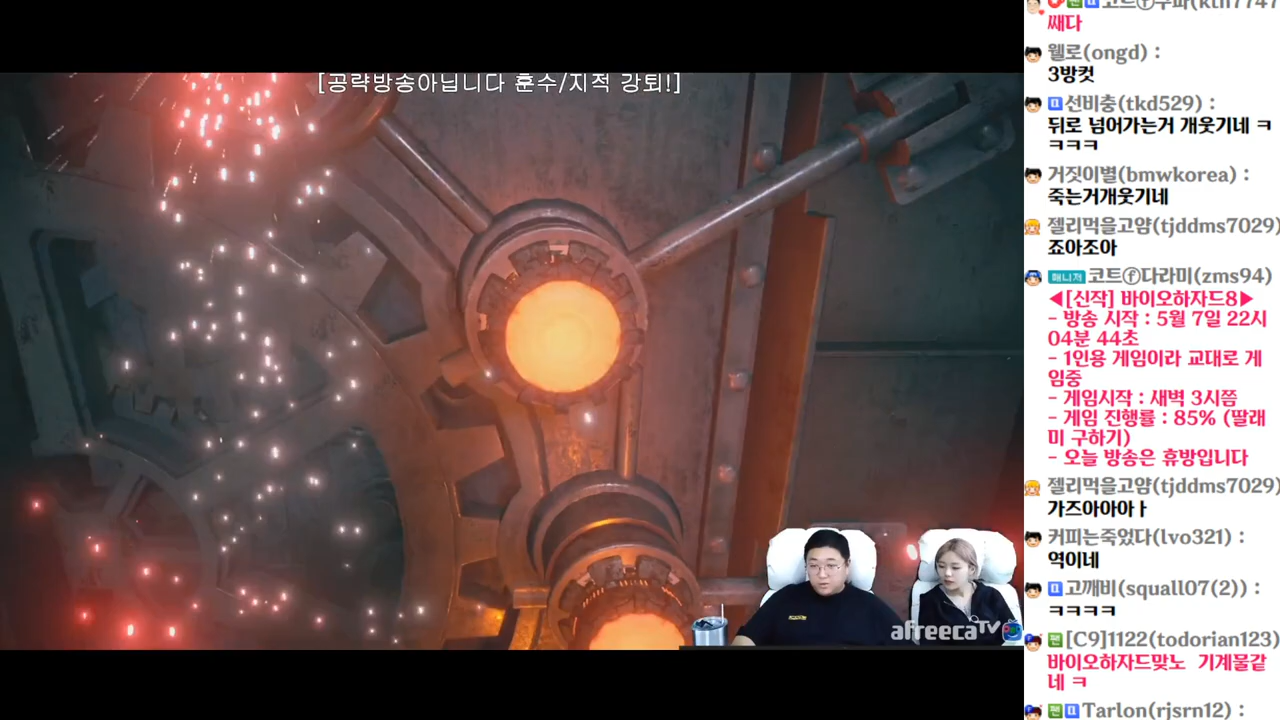 [공략방송아닙니다 훈수/지적 강퇴!]
afreecaTV
째다
웰로(ongd) :
3방컷
선비충(tkd529) :
뒤로 넘어가는거 개웃기네 ㅋ
ㅋㅋㅋ
거짓이별(bmwkorea) :
죽는거개웃기네
젤리먹을고얌(tjddms7029)
죠아조아
매니저 코트ⓕ다라미(zms94)
◀[신작] 바이오하자드8▶
- 방송 시작 : 5월 7일 22시
04분 44초
- 1인용 게임이라 교대로 게
임중
- 게임시작 : 새벽 3시쯤
- 게임 진행률 : 85% (딸래
미 구하기)
- 오늘 방송은 휴방입니다
젤리먹을고얌(tjddms7029)
가즈아아아ㅏ
커피는죽었다(lvo321) :
역이네
고깨비(squall07(2)) :
ㅋㅋㅋㅋ
팬 [C9]1122(todorian123)
바이오하자드맞노 기계물같
네 ㅋ
팬 Tarlon(rjsrn12) :